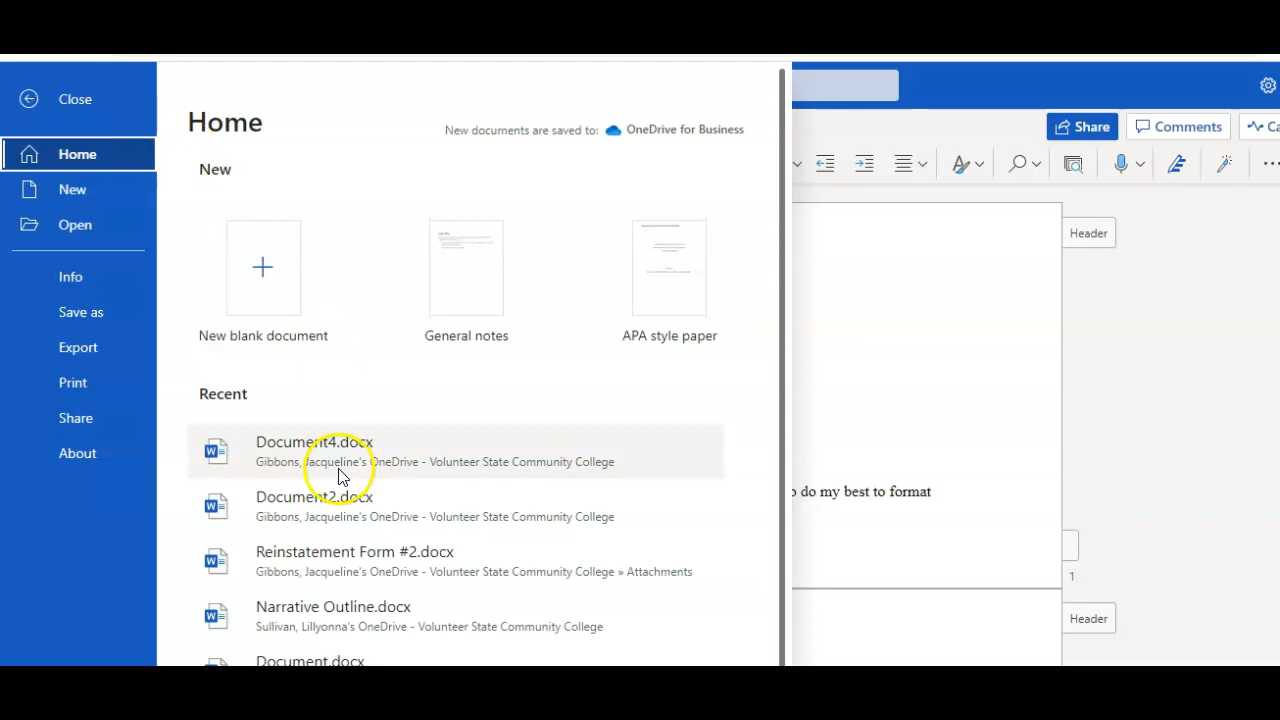 Close
Home
New
Open
Info
Save as
Export
Print
Share
About
Home
New documents are saved to: OneDrive for Business
New
New blank document
General notes
APA style paper
Recent
Document4.docx
Gibbons, Jacqueline's OneDrive - Volunteer State Community College
Document2.docx
Gibbons, Jacqueline's OneDrive - Volunteer State Community College
Reinstatement Form #2.docx
Gibbons, Jacqueline's OneDrive - Volunteer State Community College » Attachments
Narrative Outline.docx
Sullivan, Lillyonna's OneDrive - Volunteer State Community College
Document.docx
Share
Comments
Ca
Header
o do my best to format
1
Header